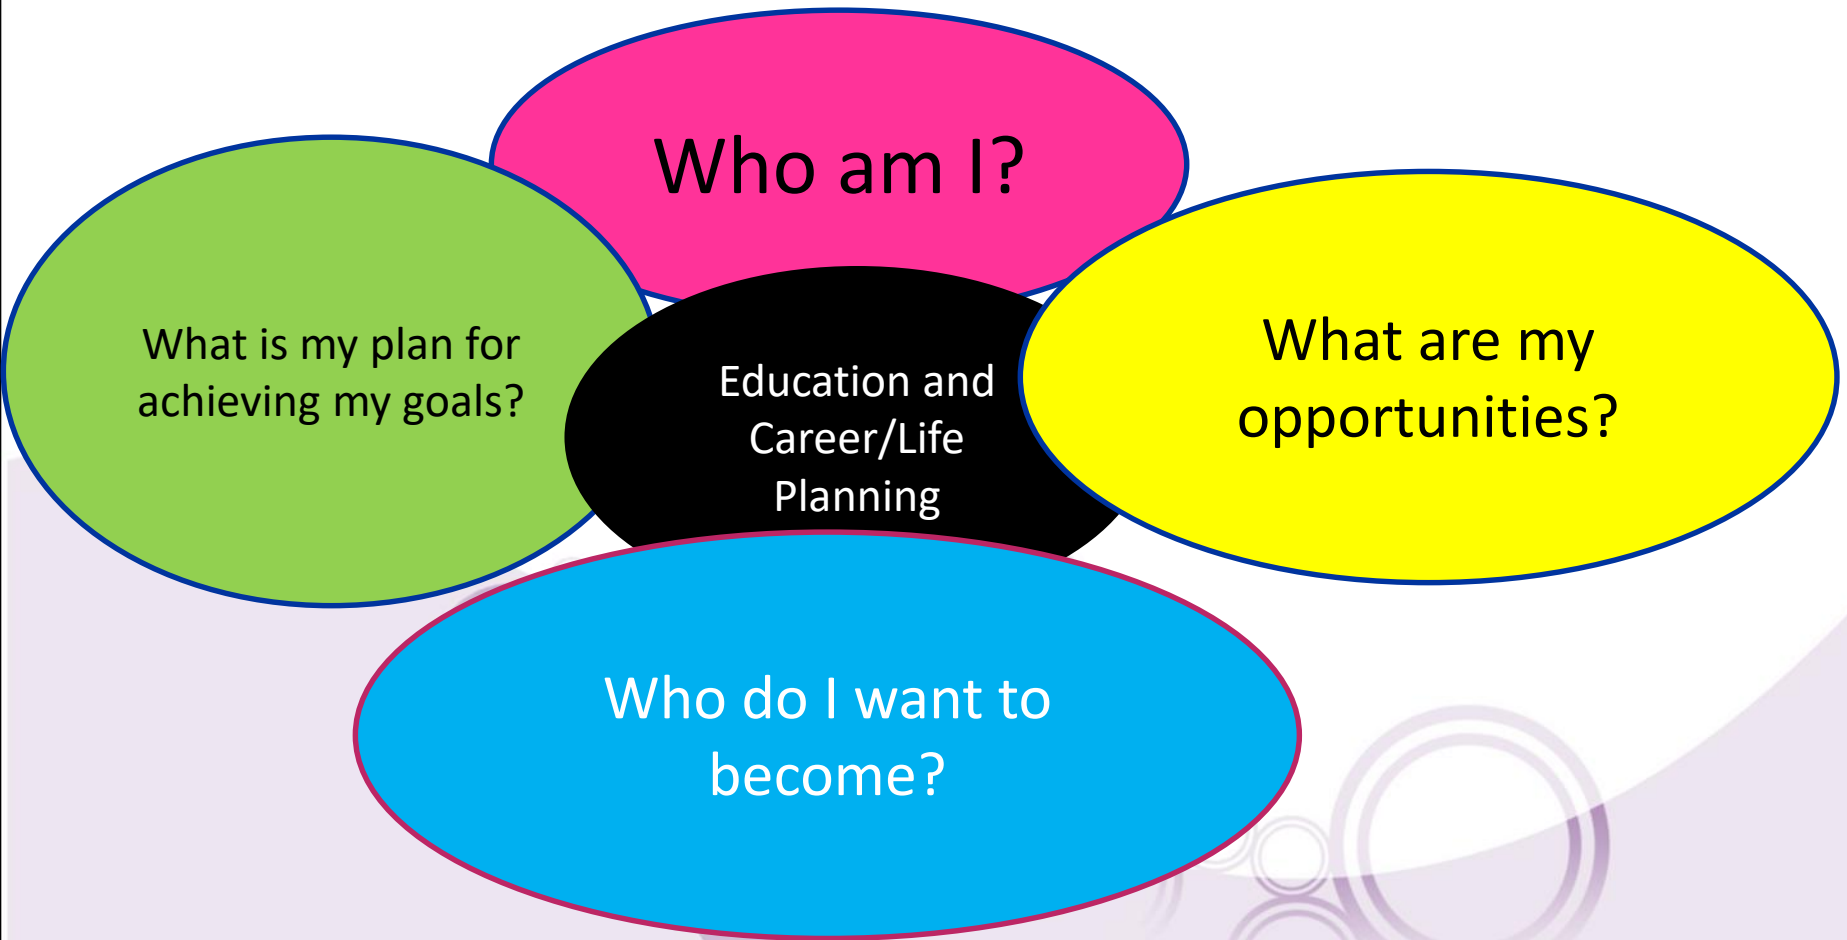 Who am I?
What is my plan for
achieving my goals?
Education and
Career/Life
Planning
What are my
opportunities?
Who do I want to
become?